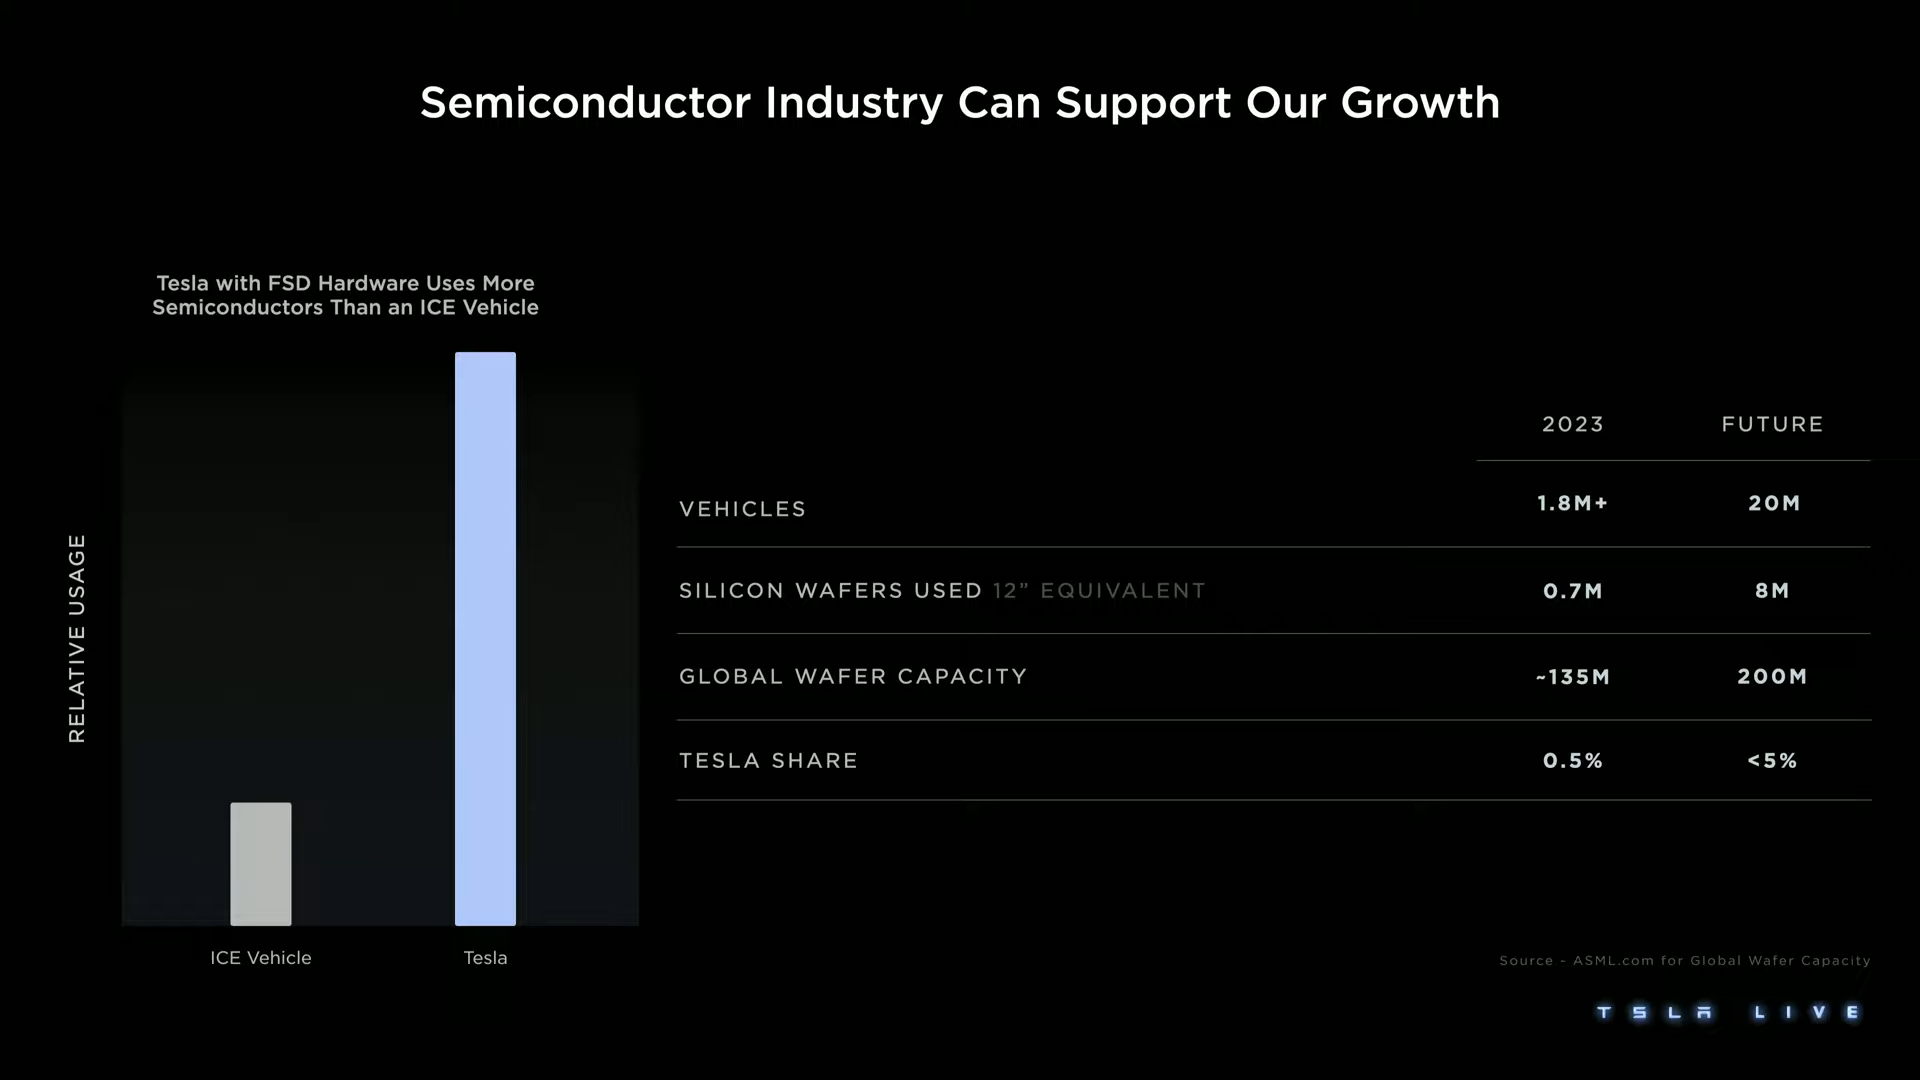 Semiconductor Industry Can Support Our Growth
Tesla with FSD Hardware Uses More
Semiconductors Than an ICE Vehicle
RELATIVE USAGE
ICE Vehicle
Tesla
2023 FUTURE
VEHICLES 1.8M+ 20M
SILICON WAFERS USED 12” EQUIVALENT 0.7M 8M
GLOBAL WAFER CAPACITY ~135M 200M
TESLA SHARE 0.5% <5%
Source - ASML.com for Global Wafer Capacity
TSLA LIVE